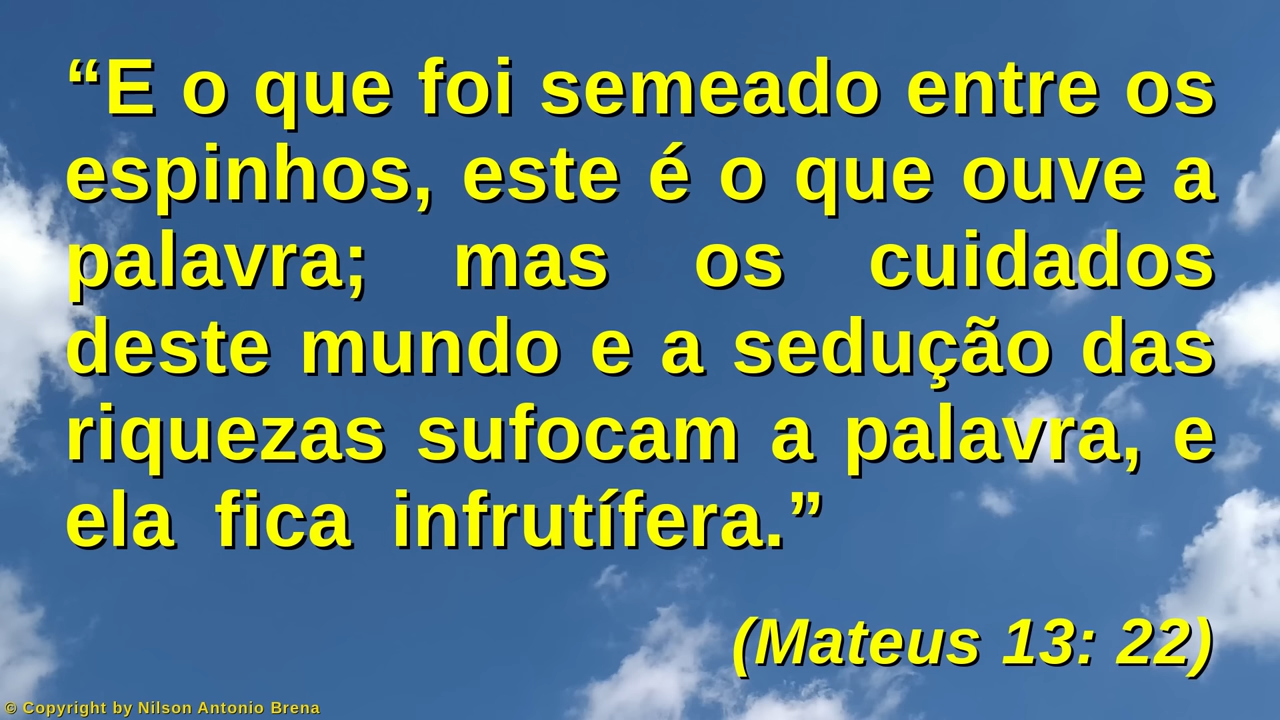 “E o que foi semeado entre os
espinhos, este é o que ouve a
palavra; mas os cuidados
deste mundo e a sedução das
riquezas sufocam a palavra, e
ela fica infrutífera.”
(Mateus 13: 22)
© Copyright by Nilson Antonio Brena